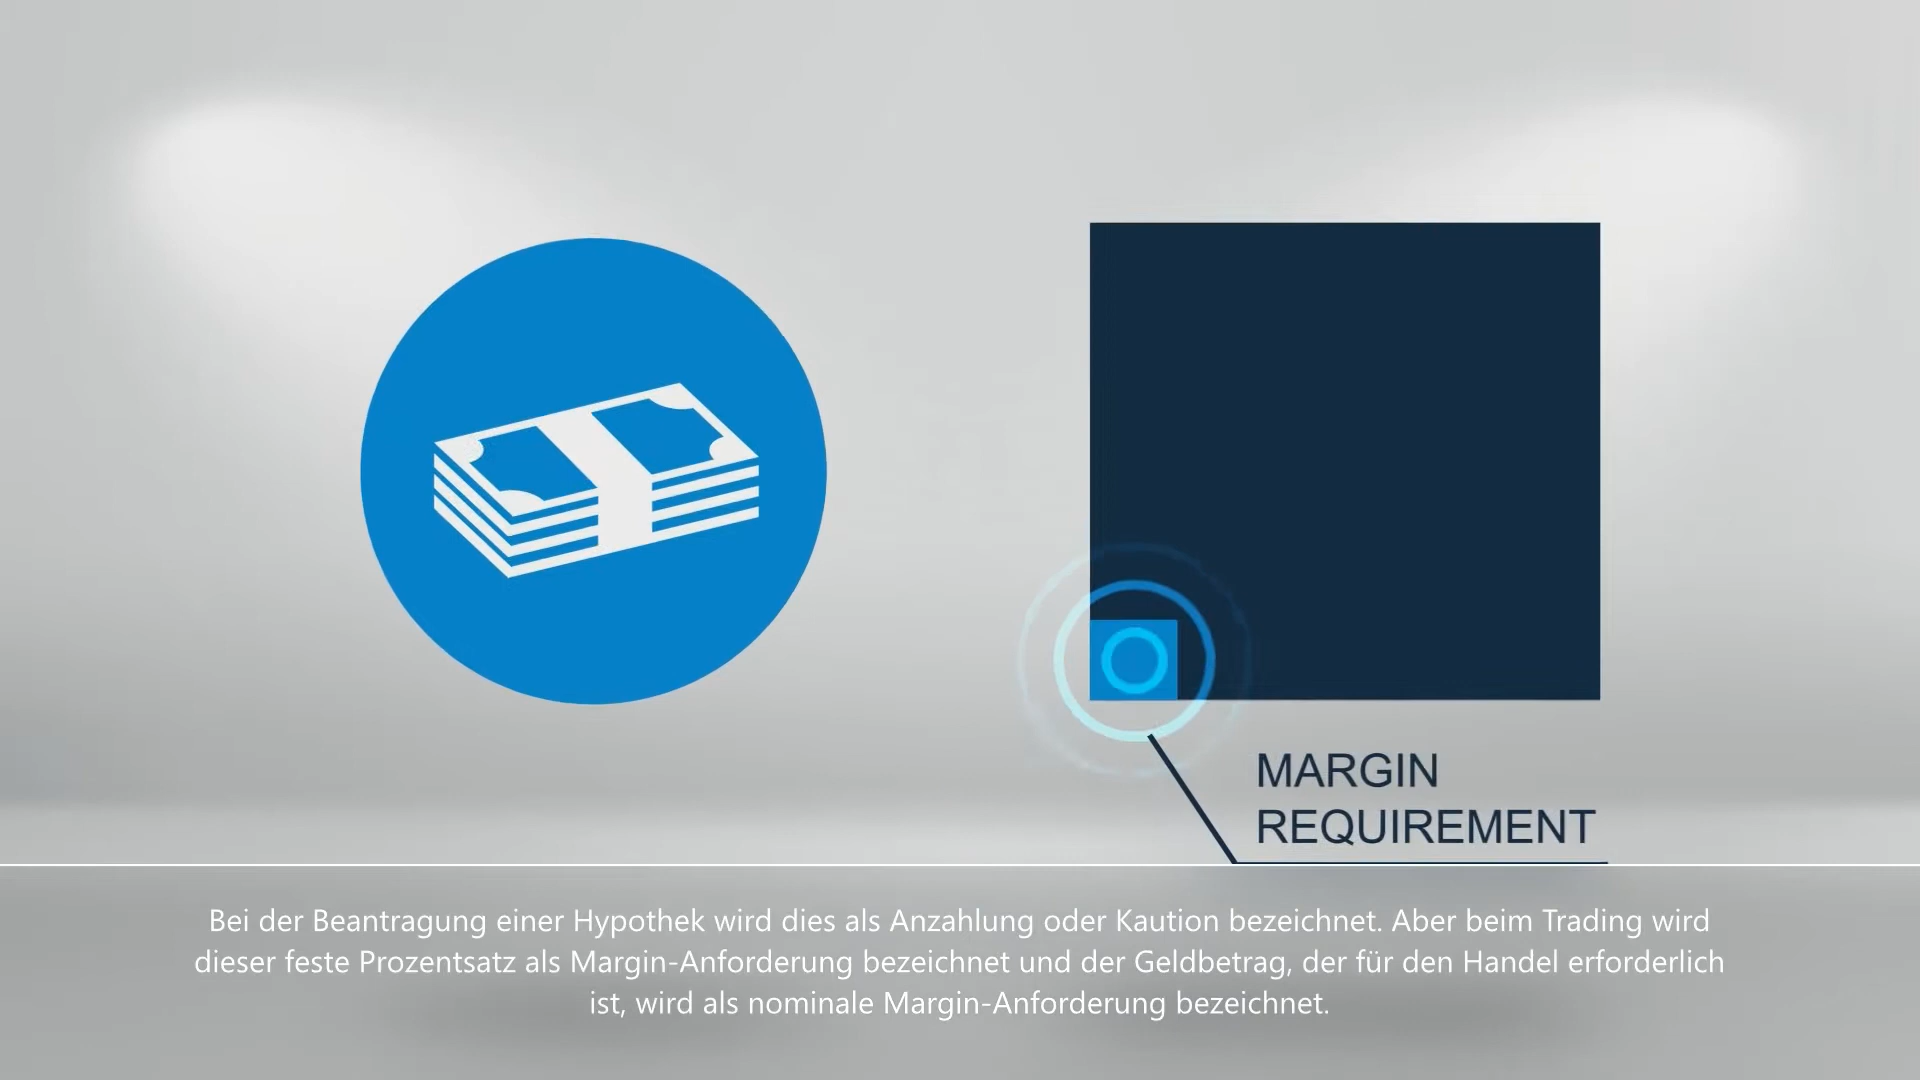 MARGIN
REQUIREMENT
Bei der Beantragung einer Hypothek wird dies als Anzahlung oder Kaution bezeichnet. Aber beim Trading wird
dieser feste Prozentsatz als Margin-Anforderung bezeichnet und der Geldbetrag, der für den Handel erforderlich
ist, wird als nominale Margin-Anforderung bezeichnet.